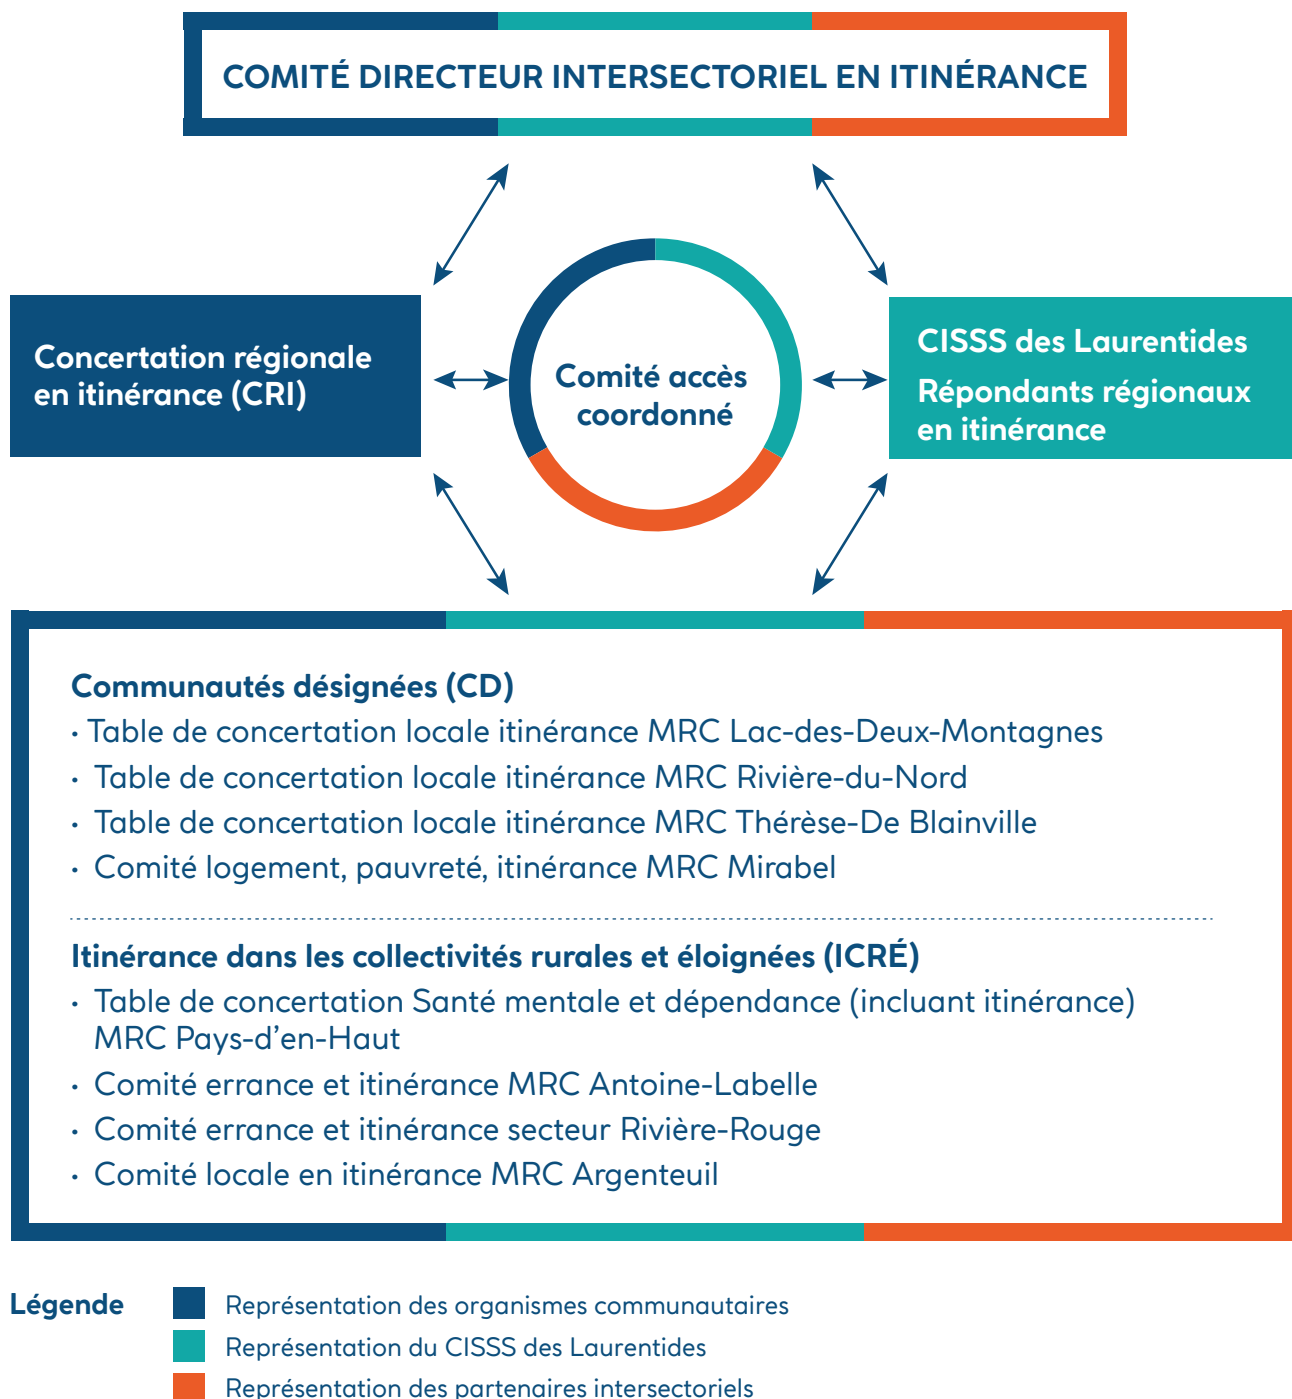 COMITÉ DIRECTEUR INTERSECTORIEL EN ITINÉRANCE
Concertation régionale
en itinérance (CRI)
Comité accès
coordonné
CISSS des Laurentides
Répondants régionaux
en itinérance
Communautés désignées (CD)
· Table de concertation locale itinérance MRC Lac-des-Deux-Montagnes
· Table de concertation locale itinérance MRC Rivière-du-Nord
· Table de concertation locale itinérance MRC Thérèse-De Blainville
· Comité logement, pauvreté, itinérance MRC Mirabel
Itinérance dans les collectivités rurales et éloignées (ICRÉ)
· Table de concertation Santé mentale et dépendance (incluant itinérance)
MRC Pays-d’en-Haut
· Comité errance et itinérance MRC Antoine-Labelle
· Comité errance et itinérance secteur Rivière-Rouge
· Comité locale en itinérance MRC Argenteuil
Légende
Représentation des organismes communautaires
Représentation du CISSS des Laurentides
Représentation des partenaires intersectoriels